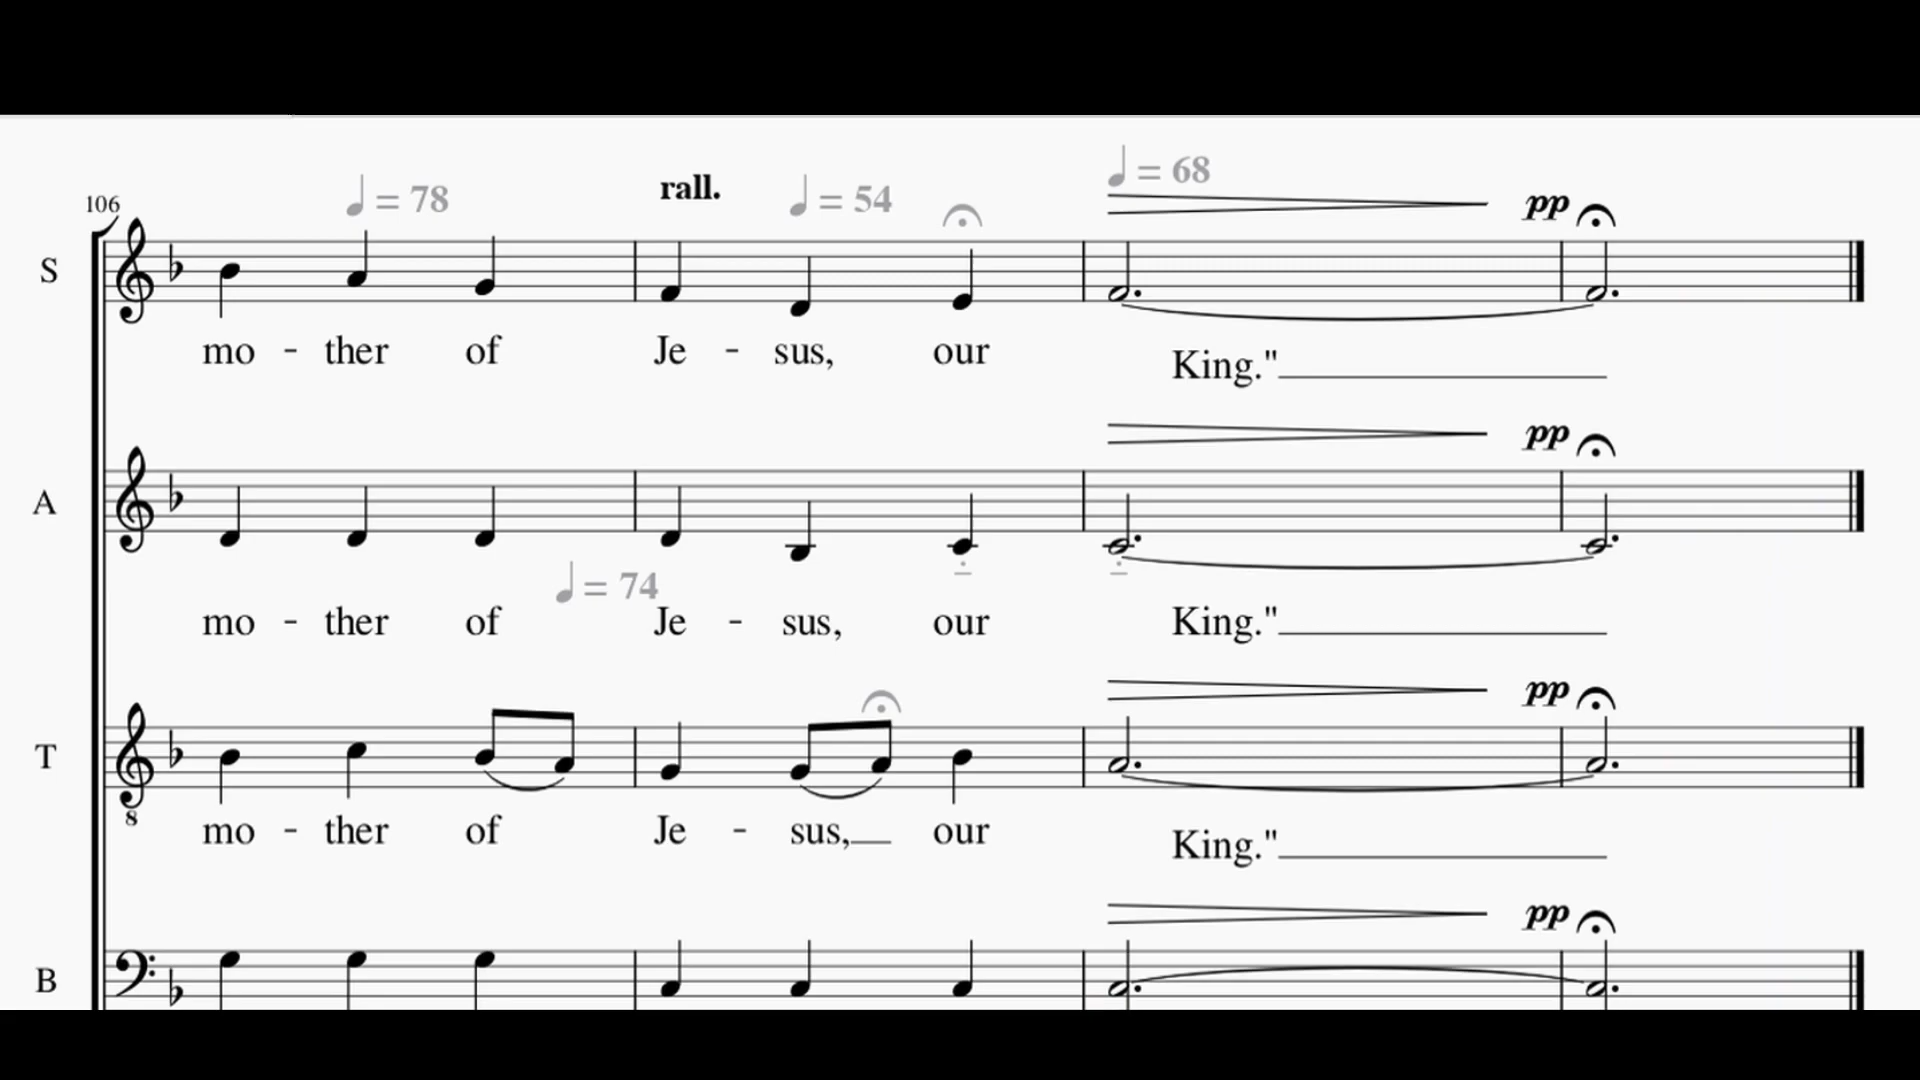 ♩ = 68
106 ♩ = 78 rall. ♩ = 54 pp
S
mo - ther of Je - sus, our King."
pp
A
♩ = 74
mo - ther of Je - sus, our King."
pp
T
8
mo - ther of Je - sus, our King."
pp
B